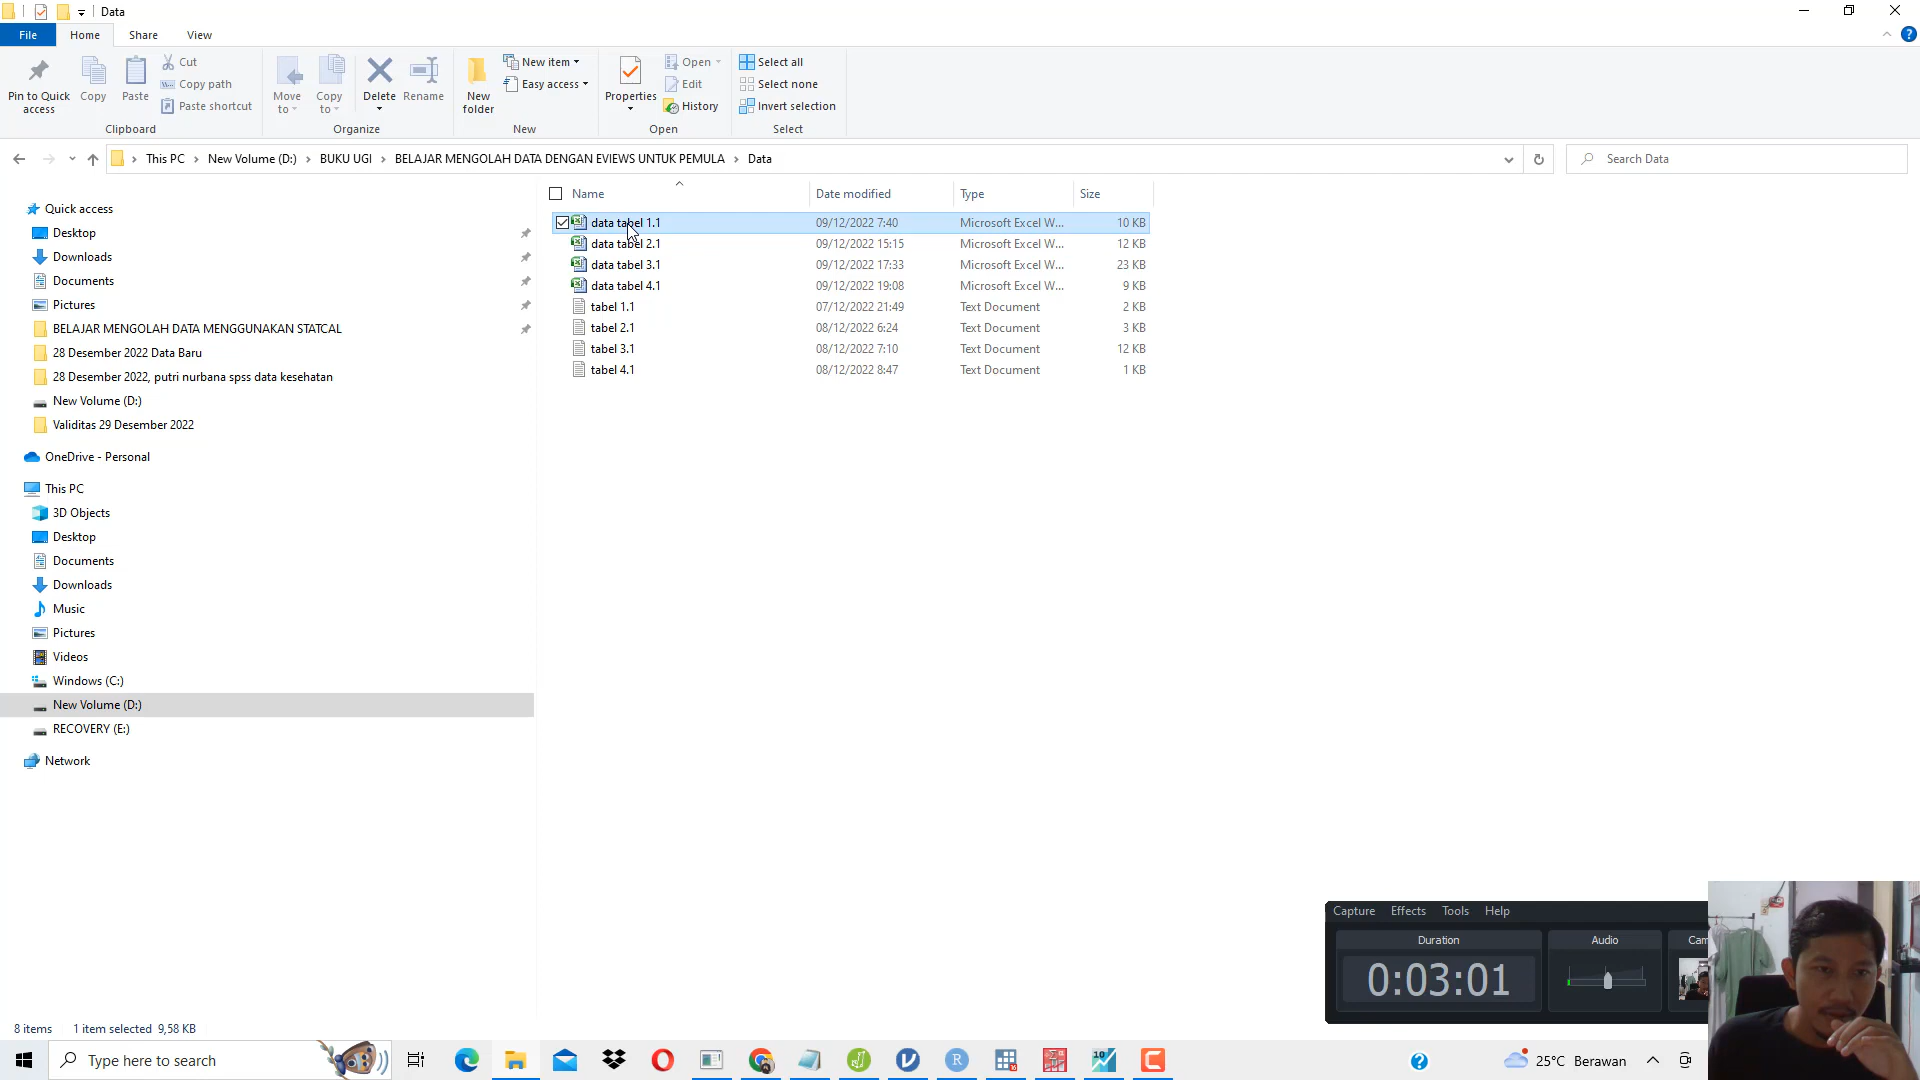 Data
File Home Share View
Pin to Quick access
Copy
Paste
Cut
Copy path
Paste shortcut
Clipboard
Move to
Copy to
Delete
Rename
Organize
New folder
New item
Easy access
New
Properties
Open
Edit
History
Open
Select all
Select none
Invert selection
Select
This PC > New Volume (D:) > BUKU UGI > BELAJAR MENGOLAH DATA DENGAN EVIEWS UNTUK PEMULA > Data
Search Data
Quick access
Desktop
Downloads
Documents
Pictures
BELAJAR MENGOLAH DATA MENGGUNAKAN STATCAL
28 Desember 2022 Data Baru
28 Desember 2022, putri nurbana spss data kesehatan
New Volume (D:)
Validitas 29 Desember 2022
OneDrive - Personal
This PC
3D Objects
Desktop
Documents
Downloads
Music
Pictures
Videos
Windows (C:)
New Volume (D:)
RECOVERY (E:)
Network
Name Date modified Type Size
data tabel 1.1 09/12/2022 7:40 Microsoft Excel W... 10 KB
data tabel 2.1 09/12/2022 15:15 Microsoft Excel W... 12 KB
data tabel 3.1 09/12/2022 17:33 Microsoft Excel W... 23 KB
data tabel 4.1 09/12/2022 19:08 Microsoft Excel W... 9 KB
tabel 1.1 07/12/2022 21:49 Text Document 2 KB
tabel 2.1 08/12/2022 6:24 Text Document 3 KB
tabel 3.1 08/12/2022 7:10 Text Document 12 KB
tabel 4.1 08/12/2022 8:47 Text Document 1 KB
Capture Effects Tools Help
Duration
0:03:01
Audio
Cam
8 items 1 item selected 9,58 KB
Type here to search
25°C Berawan